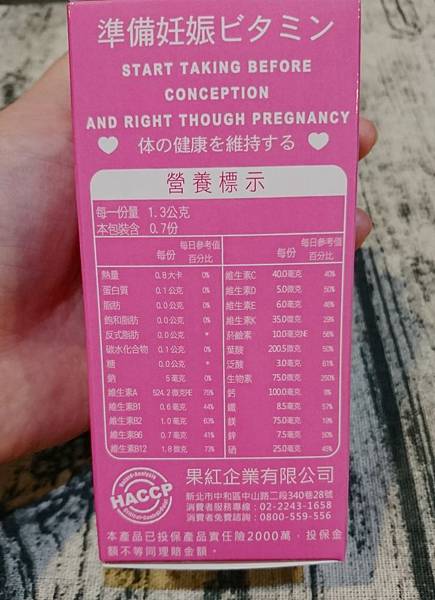 準備妊娠ビタミン
START TAKING BEFORE
CONCEPTION
AND RIGHT THOUGH PREGNANCY
体の健康を維持する
營養標示
每一份量 1.3公克
本包裝含 0.7份
每份 每日參考值百分比
熱量 0.8大卡 0%
蛋白質 0.1公克 0%
脂肪 0.0公克 0%
飽和脂肪 0.0公克 0%
反式脂肪 0.0公克 *
碳水化合物 0.1公克 0%
糖 0.0公克 *
鈉 5毫克 0%
維生素A 524.2微克RE 75%
維生素B1 0.6毫克 44%
維生素B2 1.0毫克 63%
維生素B6 0.7毫克 41%
維生素B12 1.8微克 73%
每份 每日參考值百分比
維生素C 40.0毫克 40%
維生素D 5.0微克 50%
維生素E 6.0毫克 46%
維生素K 35.0微克 29%
菸鹼素 10.0毫克NE 56%
葉酸 200.5微克 50%
泛酸 3.0毫克 61%
生物素 75.0微克 250%
鈣 100.0毫克 8%
鐵 8.5毫克 57%
鎂 75.0毫克 19%
鋅 7.5毫克 50%
硒 25.0微克 45%
Hazard-Analysis
HACCP
Critical-Control-Point
果紅企業有限公司
新北市中和區中山路二段340巷28號
消費者服務專線:02-2243-1658
消費者免費諮詢:0800-559-556
本產品已投保產品責任險2000萬,投保金
額不等同理賠金額。